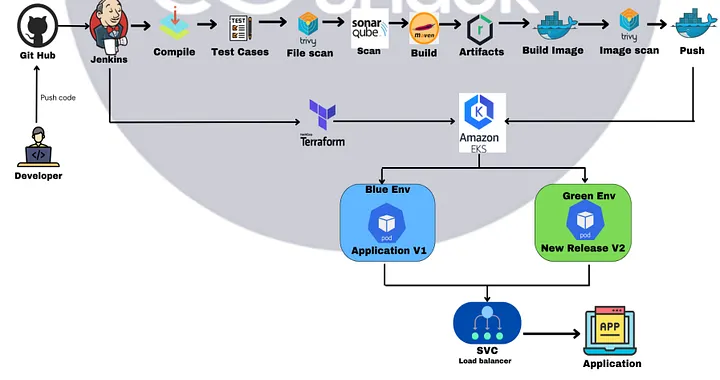 Git Hub
Jenkins
Compile
TEST
Test Cases
trivy
File scan
sonar
qube
Scan
Maven
Build
Artifacts
Build Image
trivy
Image scan
Push
Push code
Developer
HashiCorp
Terraform
Amazon
EKS
Blue Env
pod
Application V1
Green Env
pod
New Release V2
SVC
Load balancer
APP
Application